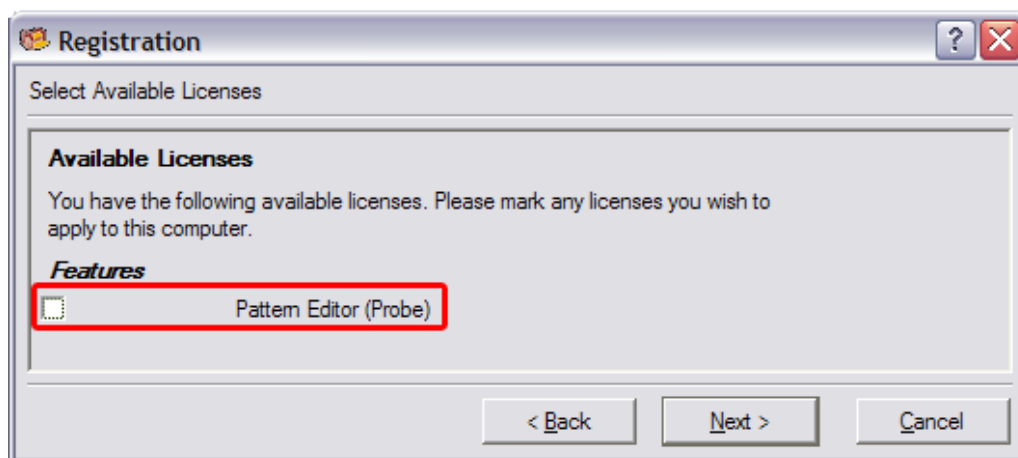 Registration
?
Select Available Licenses
Available Licenses
You have the following available licenses. Please mark any licenses you wish to
apply to this computer.
Features
Pattern Editor (Probe)
< Back
Next >
Cancel